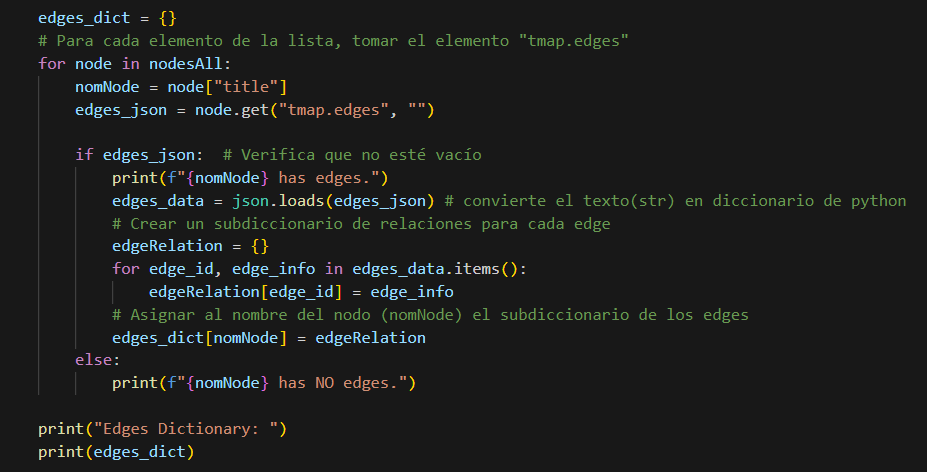 edges_dict = {}
# Para cada elemento de la lista, tomar el elemento "tmap.edges"
for node in nodesAll:
    nomNode = node["title"]
    edges_json = node.get("tmap.edges", "")

    if edges_json:  # Verifica que no esté vacío
        print(f"{nomNode} has edges.")
        edges_data = json.loads(edges_json) # convierte el texto(str) en diccionario de python
        # Crear un subdiccionario de relaciones para cada edge
        edgeRelation = {}
        for edge_id, edge_info in edges_data.items():
            edgeRelation[edge_id] = edge_info
        # Asignar al nombre del nodo (nomNode) el subdiccionario de los edges
        edges_dict[nomNode] = edgeRelation
    else:
        print(f"{nomNode} has NO edges.")

print("Edges Dictionary: ")
print(edges_dict)